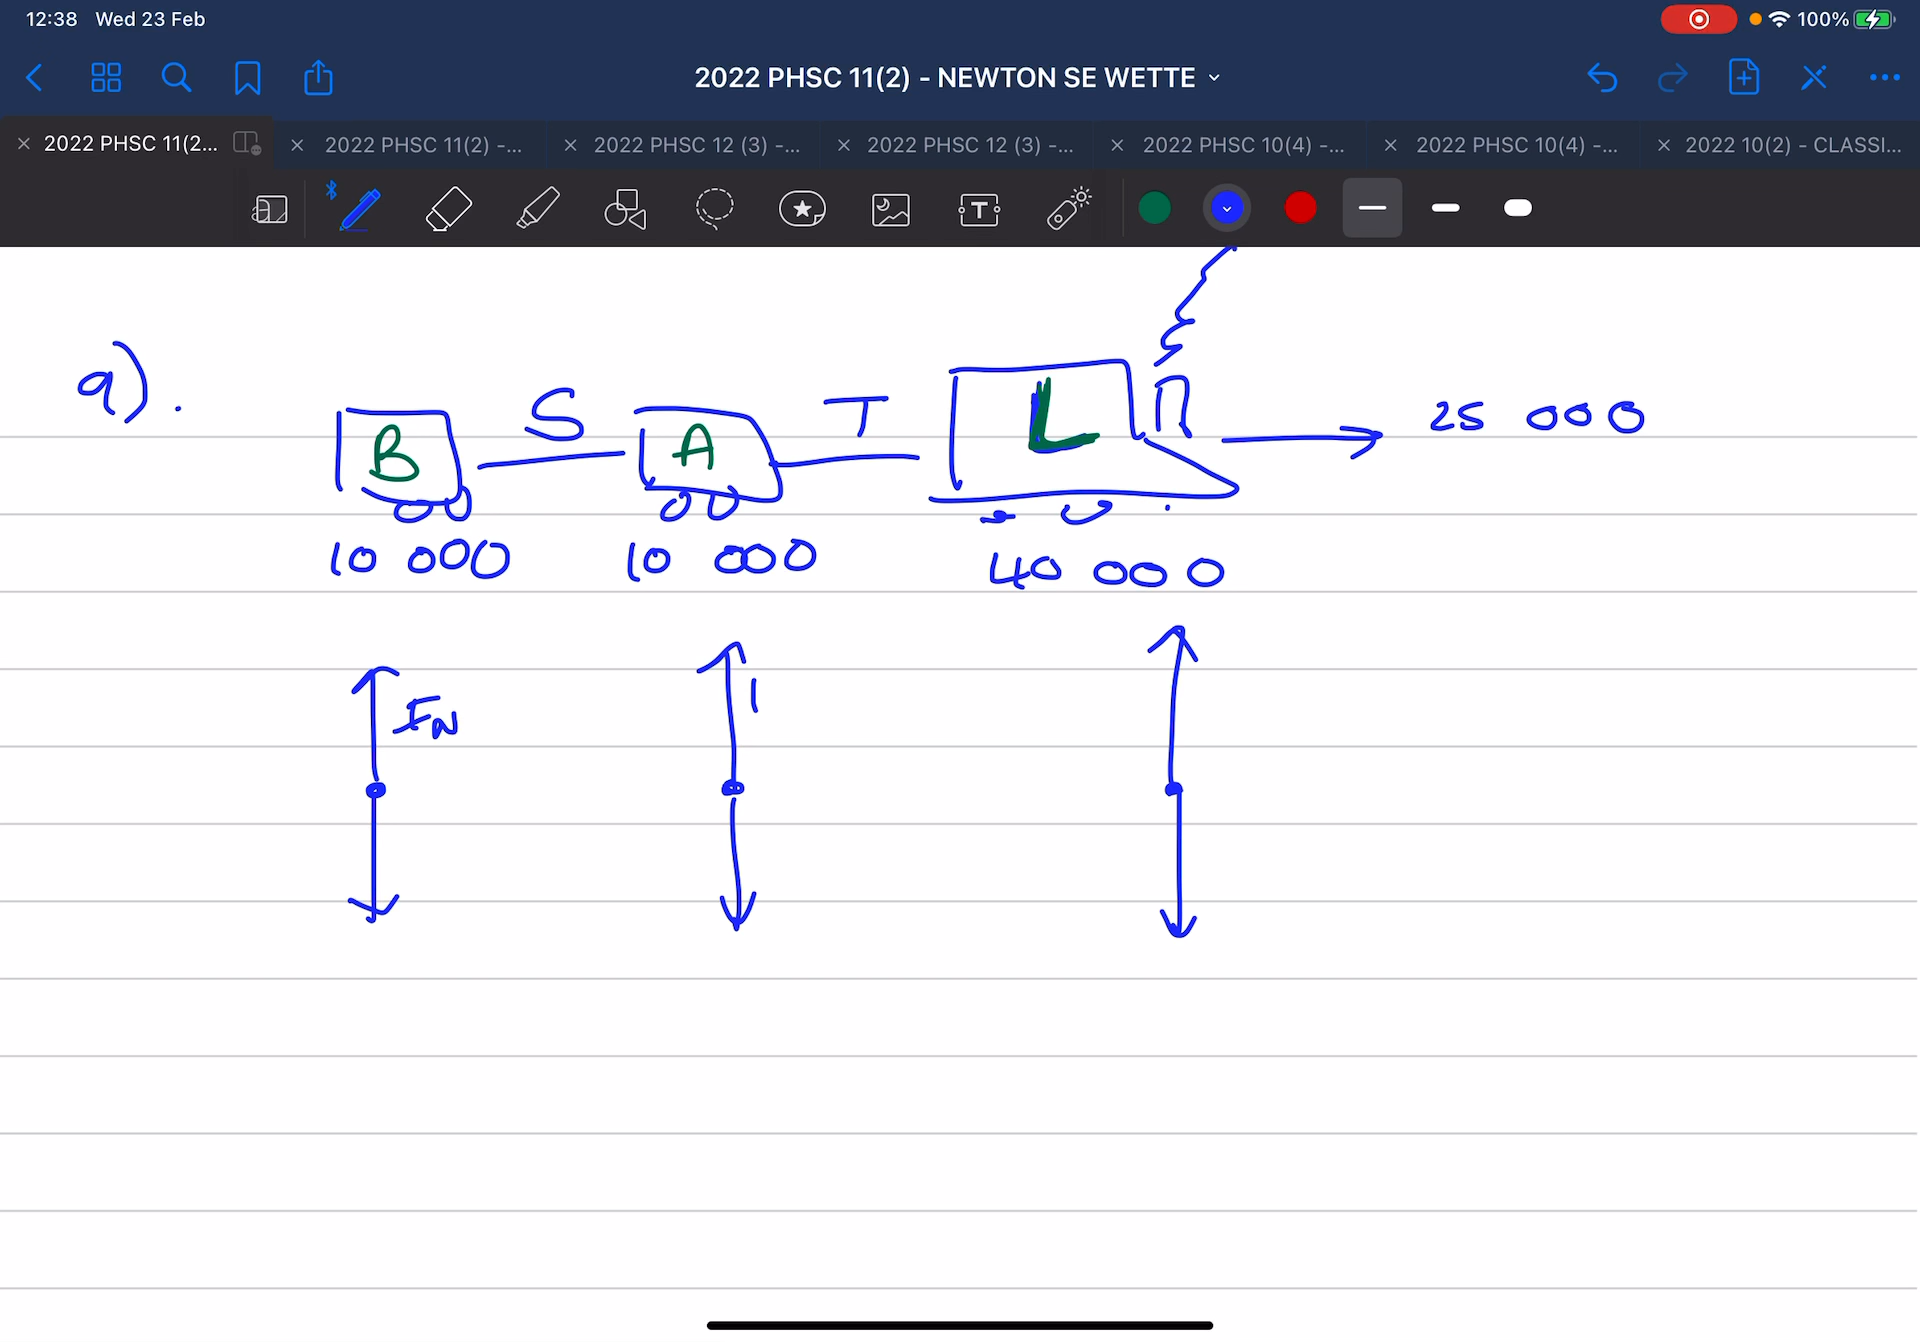 12:38 Wed 23 Feb 100%
2022 PHSC 11(2) - NEWTON SE WETTE
2022 PHSC 11(2... 2022 PHSC 11(2) -... 2022 PHSC 12 (3) -... 2022 PHSC 12 (3) -... 2022 PHSC 10(4) -... 2022 PHSC 10(4) -... 2022 10(2) - CLASSI...
T
a).
B S A T L 25 000
10 000 10 000 40 000
FN